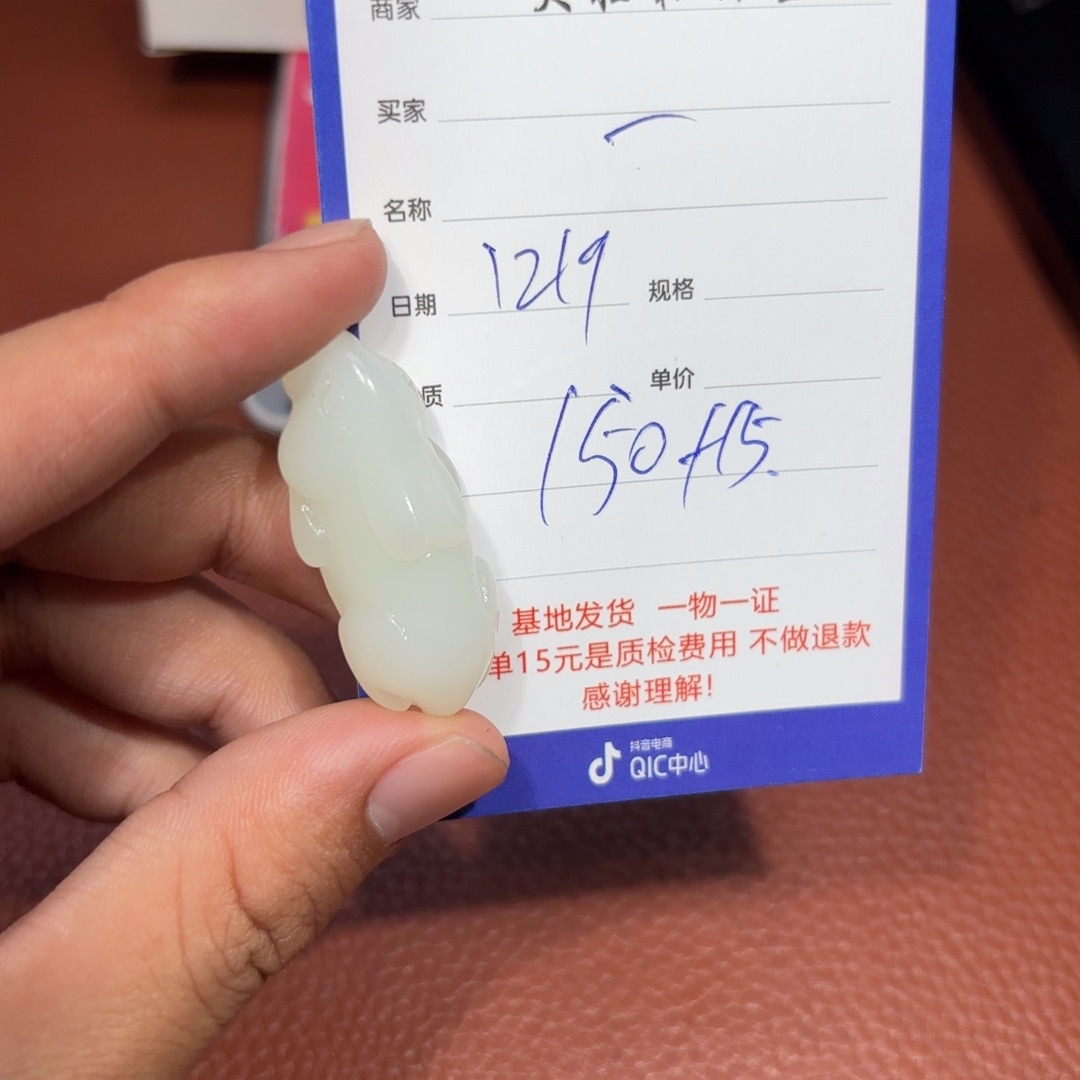 商家
买家
名称
日期 1219 规格
质 单价
150+15
基地发货 一物一证
单15元是质检费用 不做退款
感谢理解!
抖音电商
QIC中心